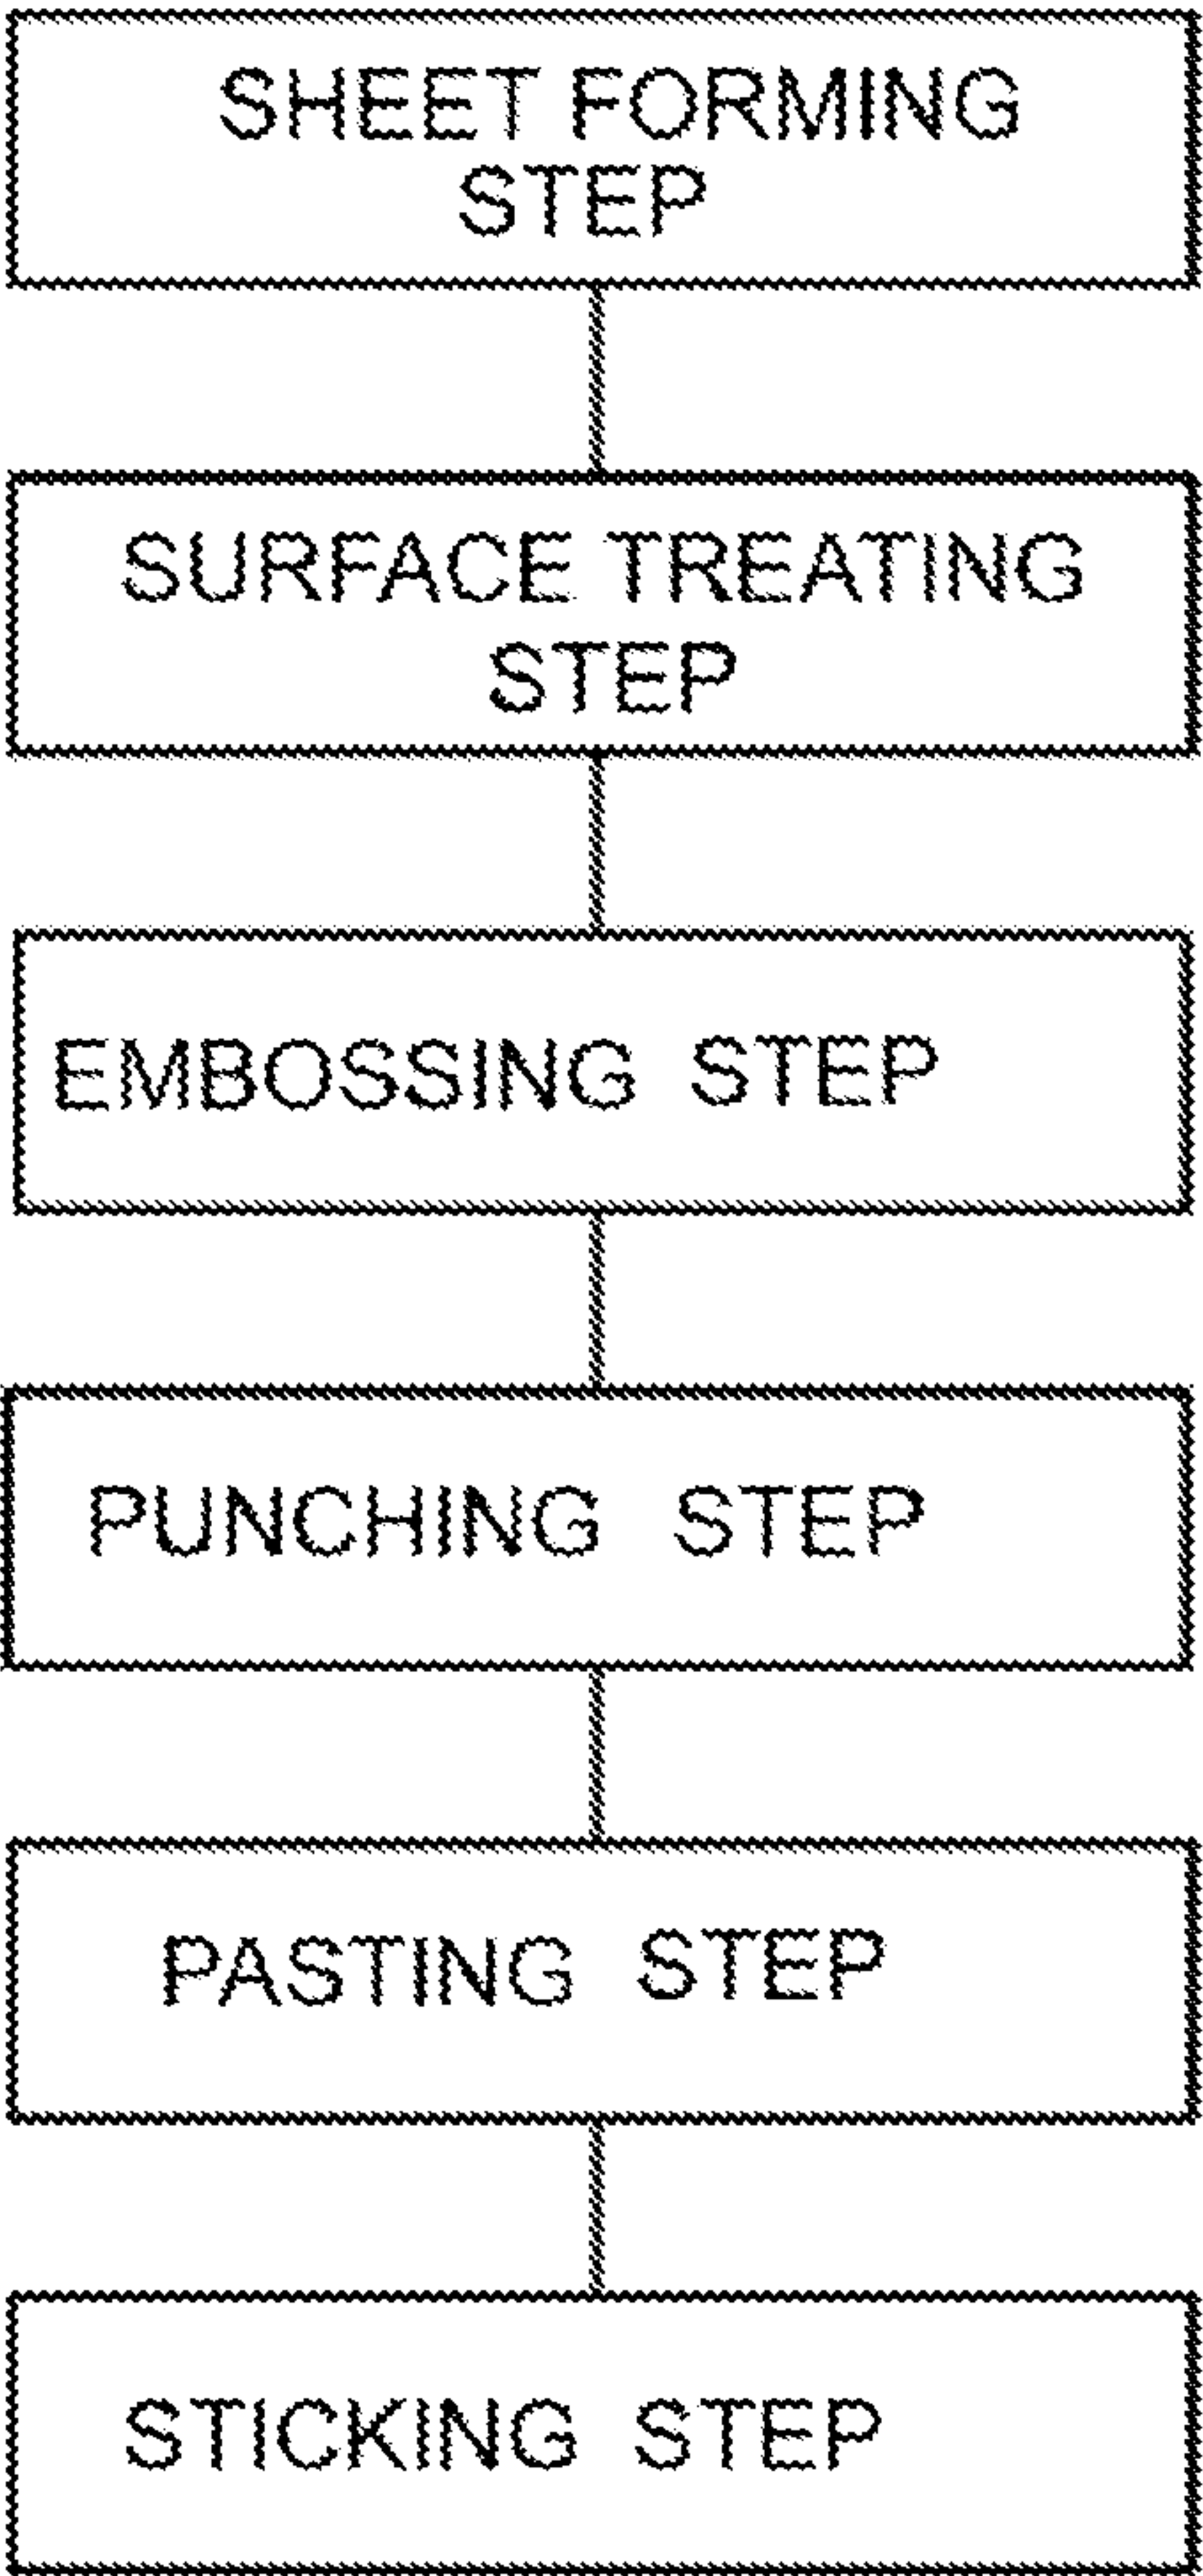 SHEET FORMING
STEP
SURFACE TREATING
STEP
EMBOSSING STEP
PUNCHING STEP
PASTING STEP
STICKING STEP